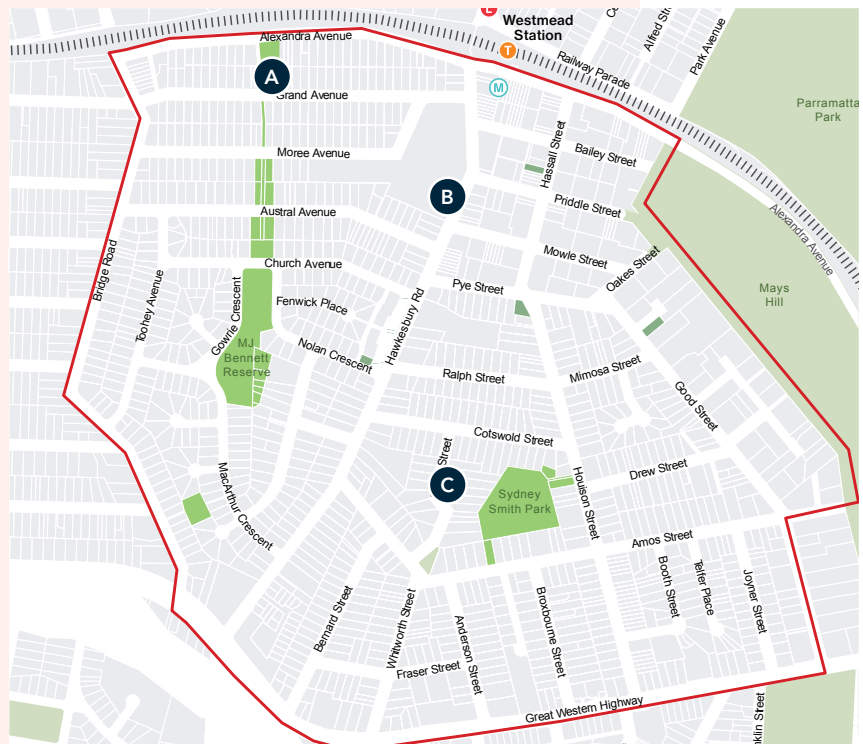 L
Westmead
Station
T
Alfred Str
Park Avenue
Alexandra Avenue
Railway Parade
A
M
Grand Avenue
Parramatta
Park
Hassall Street
Bailey Street
Moree Avenue
B
Priddle Street
Austral Avenue
Alexandra Avenue
Mowle Street
Oakes Street
Bridge Road
Church Avenue
Pye Street
Mays
Hill
Toohey Avenue
Gowrie Crescent
Fenwick Place
Hawkesbury Rd
MJ
Bennett
Reserve
Nolan Crescent
Ralph Street
Mimosa Street
Good Street
Cotswold Street
Street
C
Sydney
Smith Park
Houison Street
Drew Street
MacArthur Crescent
Amos Street
Booth Street
Telfer Place
Joyner Street
Bernard Street
Whitworth Street
Anderson Street
Broxbourne Street
Fraser Street
Great Western Highway
nklin Street